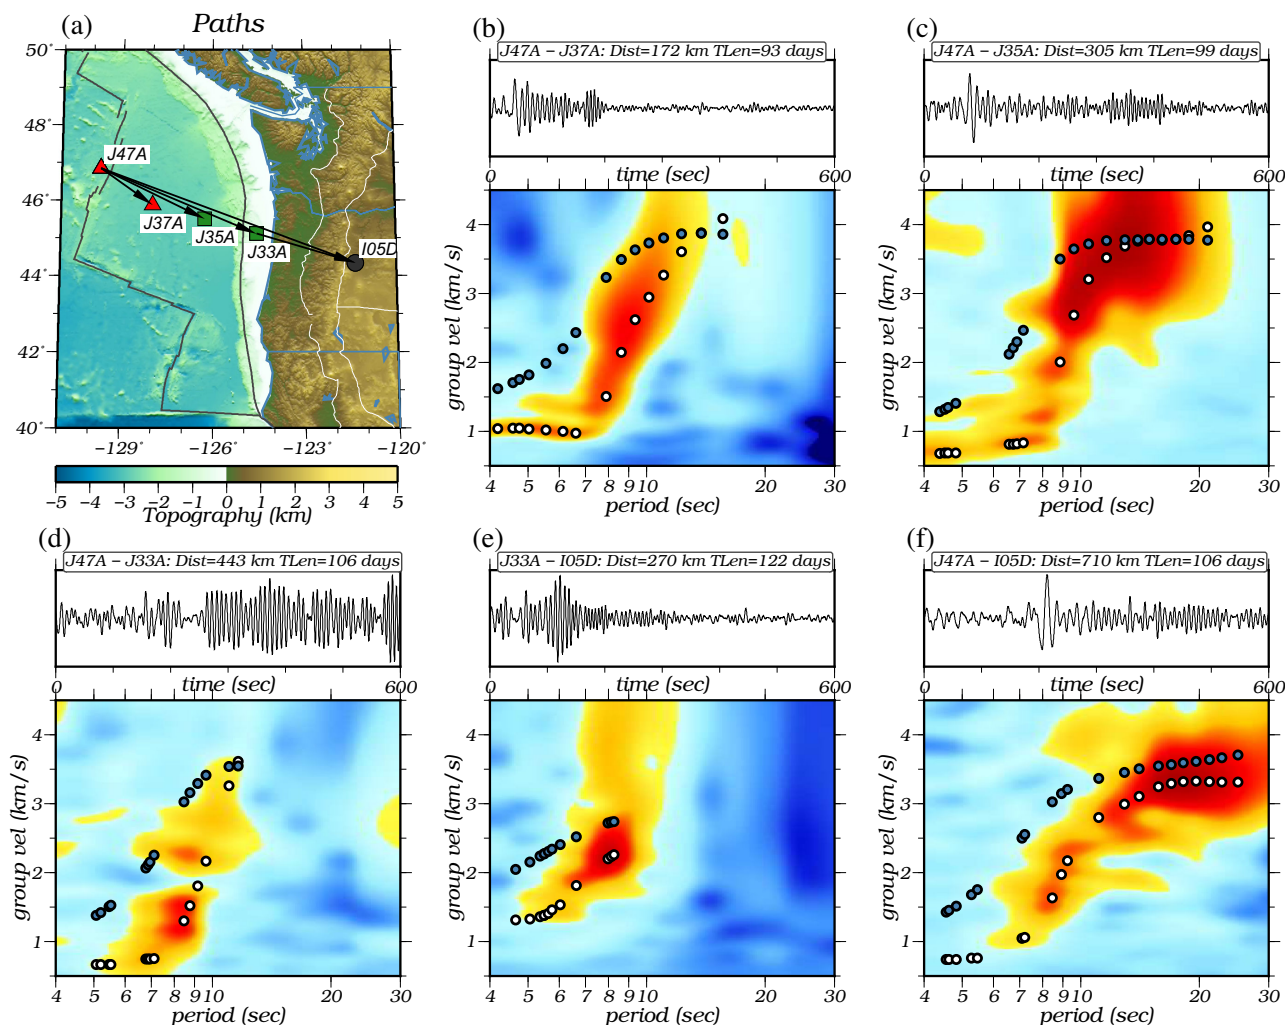 (a)
Paths
50°
48°
46°
44°
42°
40°
J47A
J37A
J35A
J33A
I05D
−129
−126
−123
−120
−5 −4 −3 −2 −1 0 1 2 3 4 5
Topography (km)
(b)
J47A − J37A: Dist=172 km TLen=93 days
0 time (sec) 600
group vel (km/s)
4
3
2
1
4 5 6 7 8 9 10 20 30
period (sec)
(c)
J47A − J35A: Dist=305 km TLen=99 days
0 time (sec) 600
group vel (km/s)
4
3
2
1
4 5 6 7 8 9 10 20 30
period (sec)
(d)
J47A − J33A: Dist=443 km TLen=106 days
0 time (sec) 600
group vel (km/s)
4
3
2
1
4 5 6 7 8 9 10 20 30
period (sec)
(e)
J33A − I05D: Dist=270 km TLen=122 days
0 time (sec) 600
group vel (km/s)
4
3
2
1
4 5 6 7 8 9 10 20 30
period (sec)
(f)
J47A − I05D: Dist=710 km TLen=106 days
0 time (sec) 600
group vel (km/s)
4
3
2
1
4 5 6 7 8 9 10 20 30
period (sec)